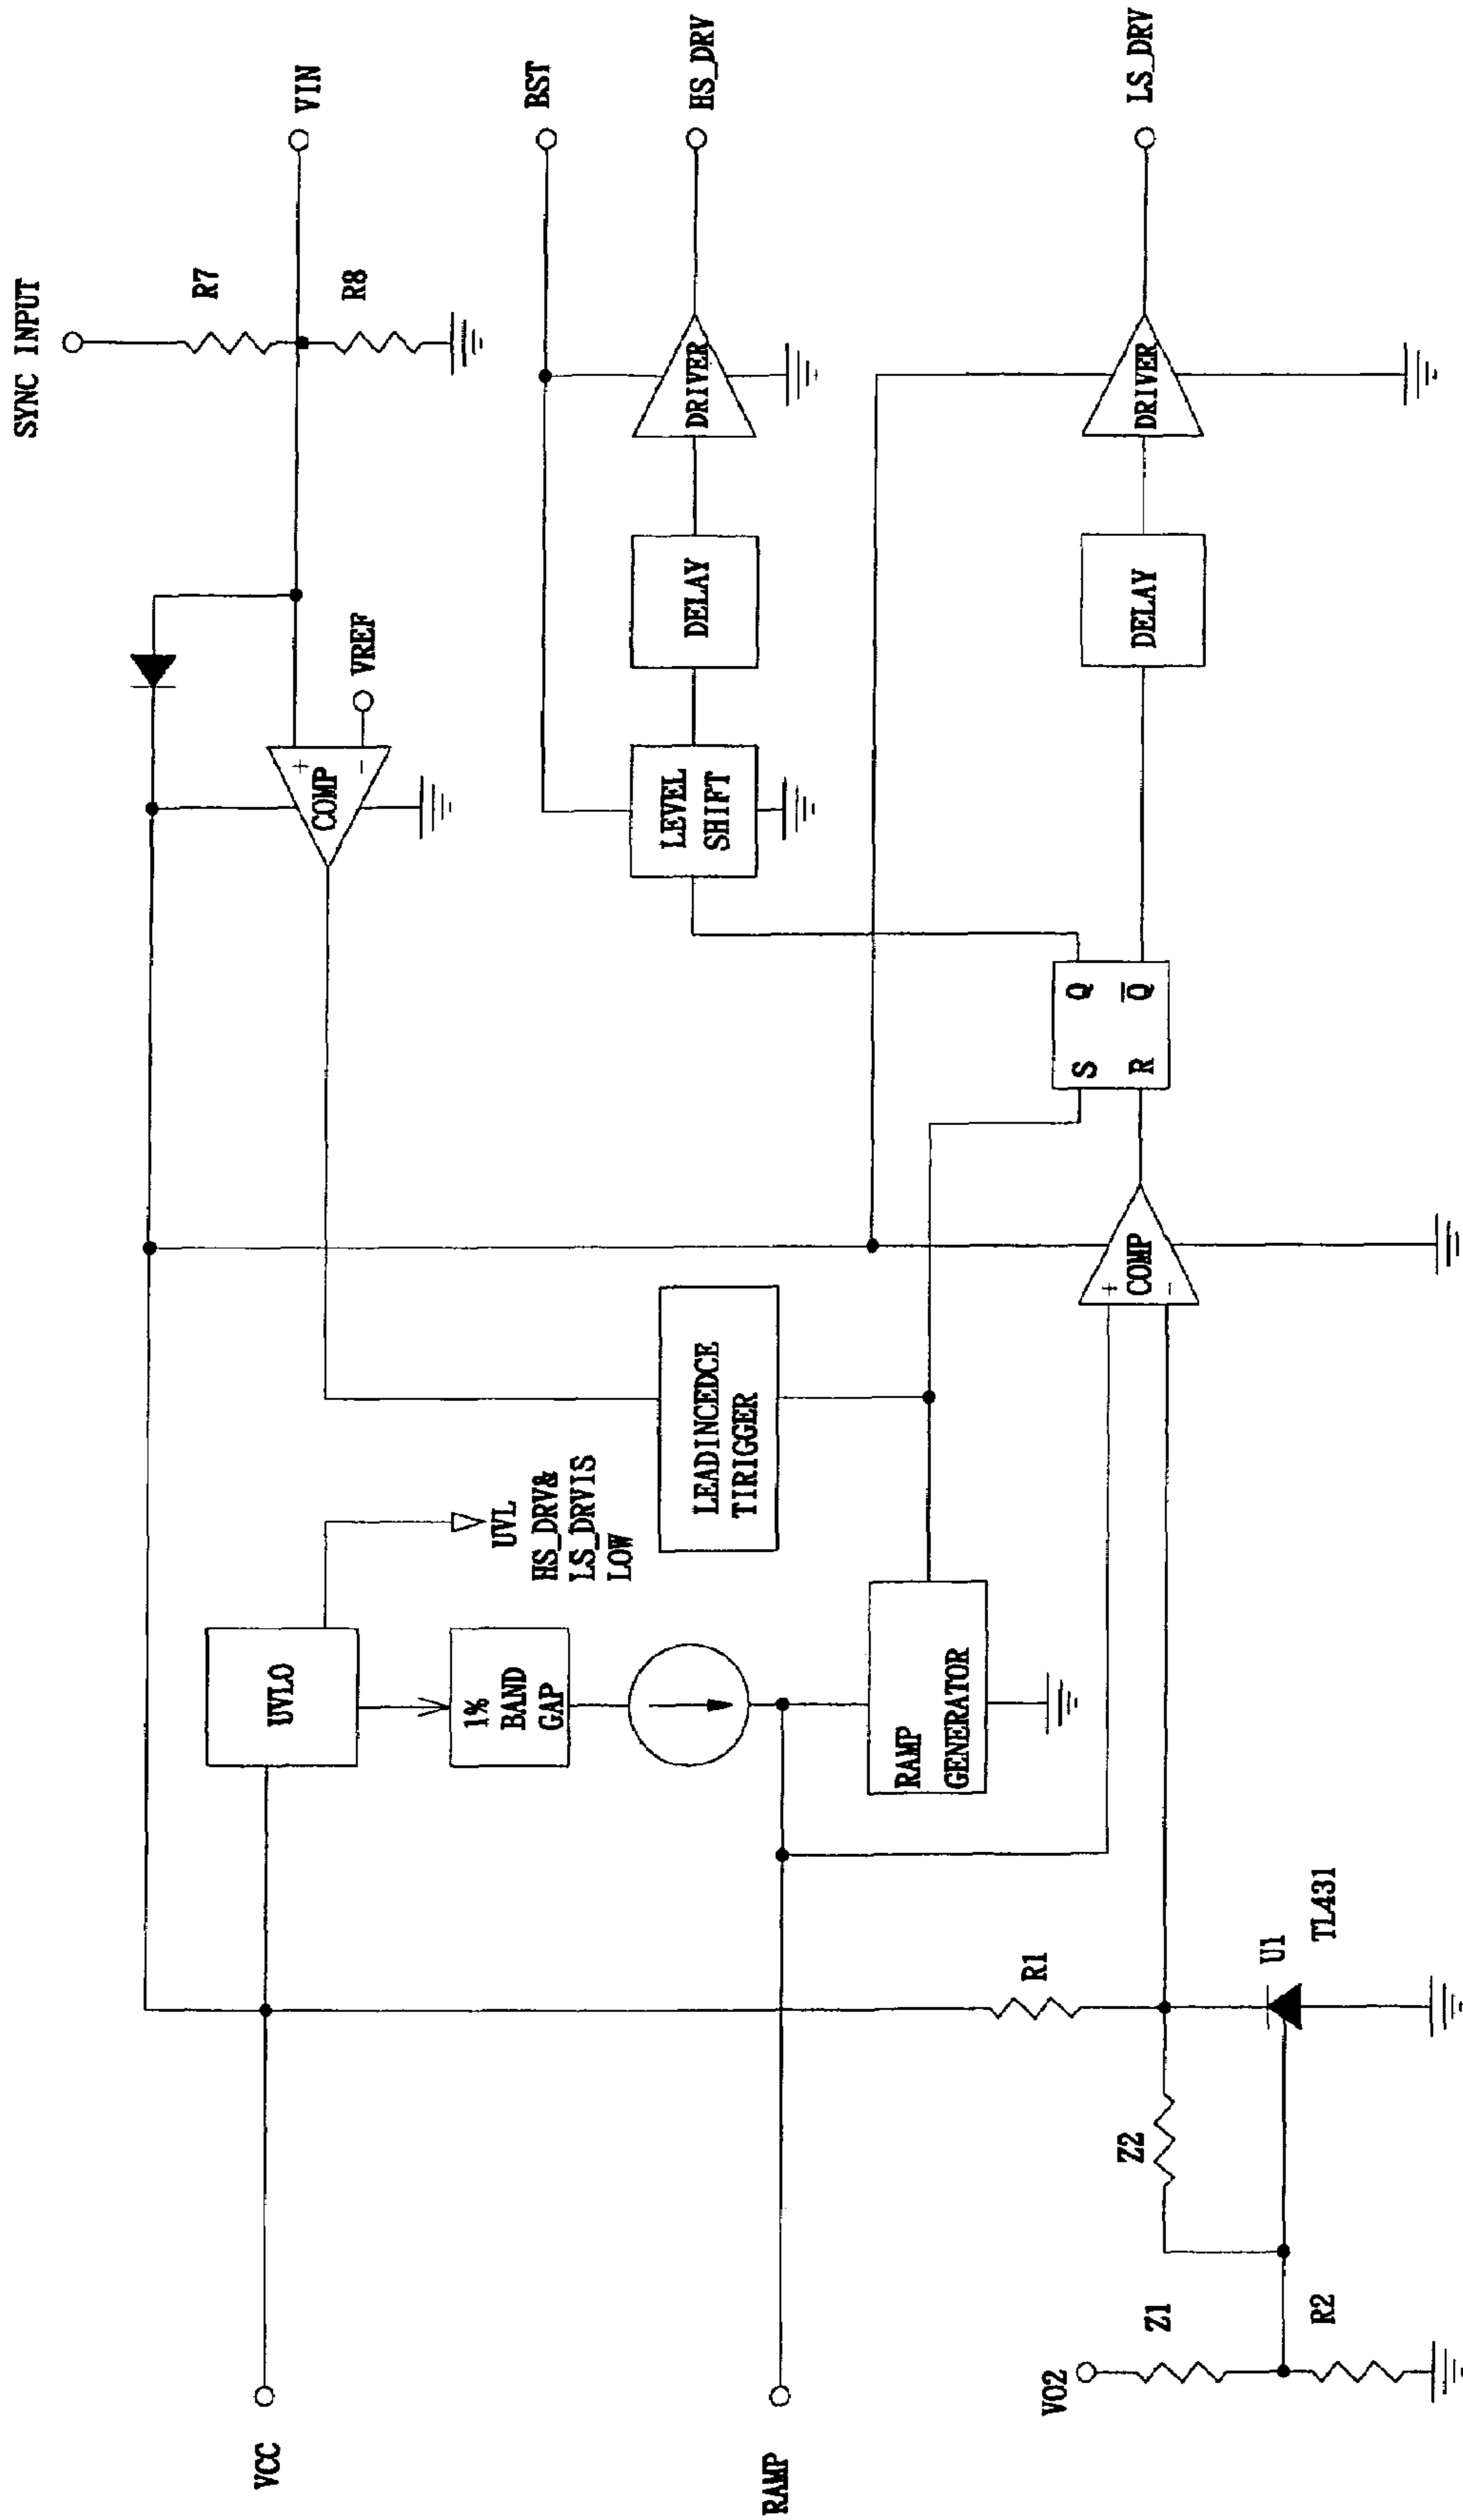 SYNC INPUT
R7
VIN
R8
VREF
+
COMP
−
BST
HS_DRV
DRIVER
DELAY
LEVEL
SHIFT
LS_DRV
DRIVER
DELAY
S Q
R Q̅
+
COMP
−
LEADINCEDCE
TIRIGGER
UVL
HS_DRV&
LS_DRVIS
LOW
UVLO
1%
BAND
GAP
RAMP
GENERATOR
VCC
RAMP
R1
U1
TL431
Z2
VO2
Z1
R2